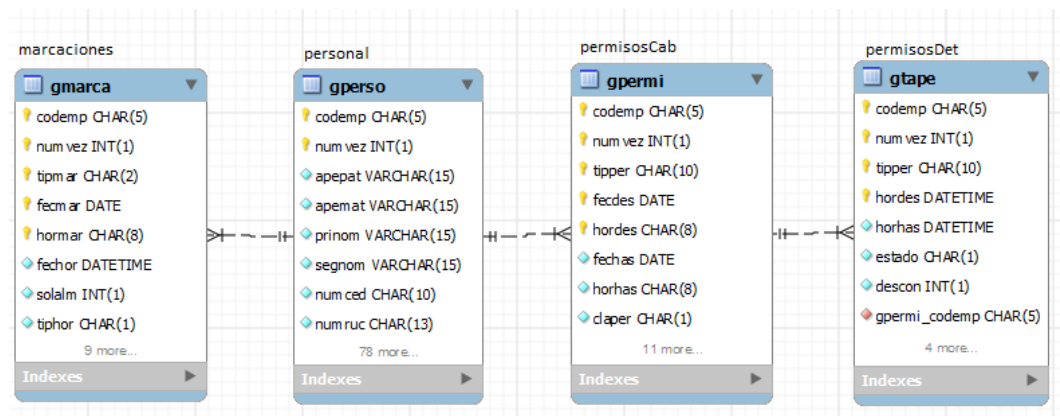 marcaciones
gmarca
codemp CHAR(5)
numvez INT(1)
tipmar CHAR(2)
fecmar DATE
hormar CHAR(8)
fechor DATETIME
solalm INT(1)
tiphor CHAR(1)
9 more...
Indexes
personal
gperso
codemp CHAR(5)
numvez INT(1)
apepat VARCHAR(15)
apemat VARCHAR(15)
prinom VARCHAR(15)
segnom VARCHAR(15)
numced CHAR(10)
numruc CHAR(13)
78 more...
Indexes
permisosCab
gpermi
codemp CHAR(5)
numvez INT(1)
tipper CHAR(10)
fecdes DATE
hordes CHAR(8)
fechas DATE
horhas CHAR(8)
claper CHAR(1)
11 more...
Indexes
permisosDet
gtape
codemp CHAR(5)
numvez INT(1)
tipper CHAR(10)
hordes DATETIME
horhas DATETIME
estado CHAR(1)
descon INT(1)
gpermi_codemp CHAR(5)
4 more...
Indexes